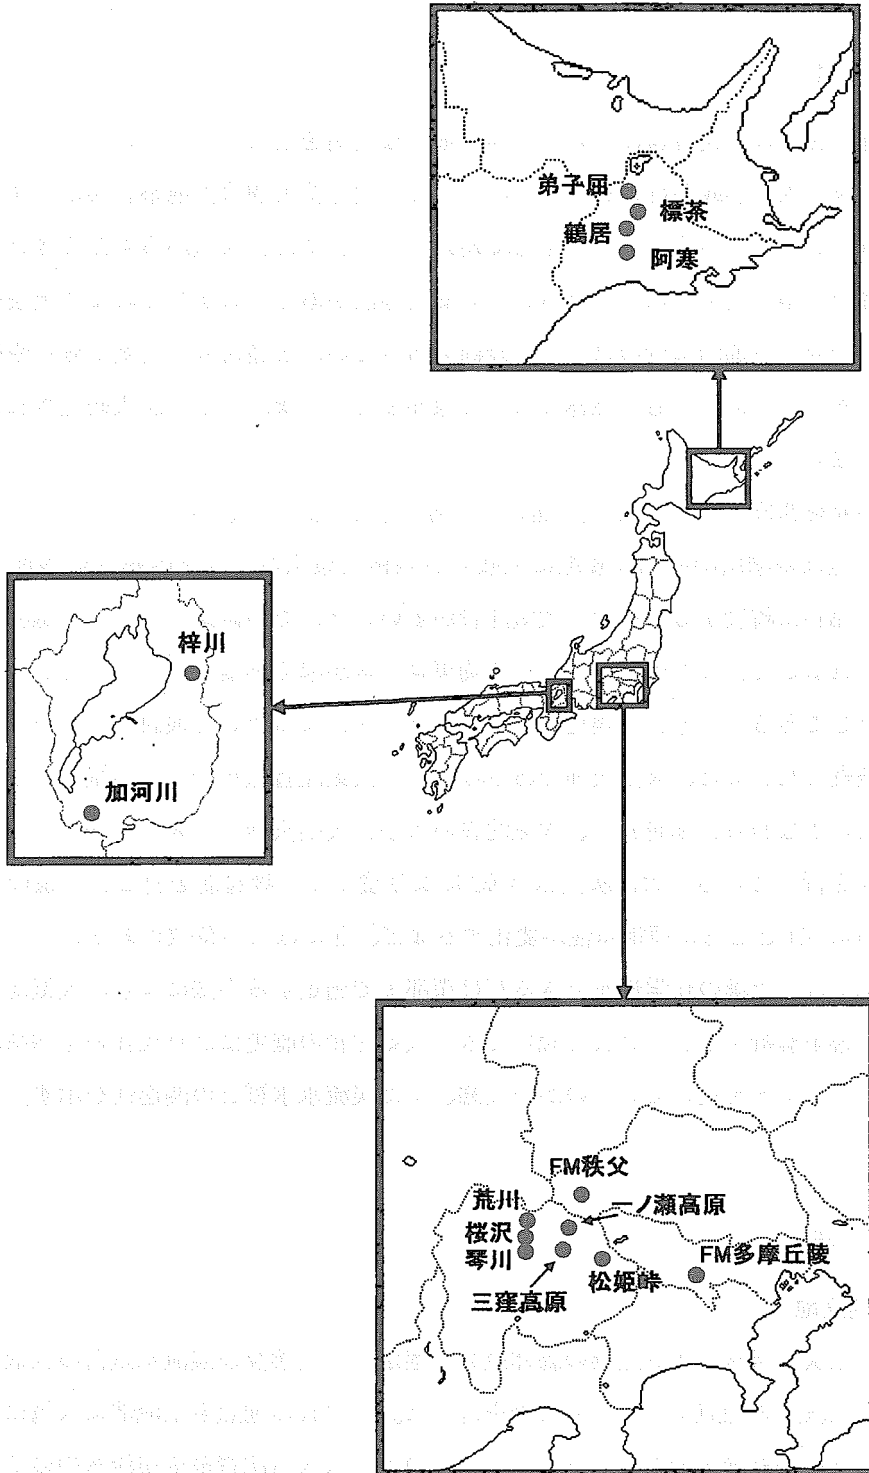 弟子屈
標茶
鶴居
阿寒
梓川
加河川
FM秩父
荒川
一ノ瀬高原
桜沢
琴川
FM多摩丘陵
松姫峠
三窪高原